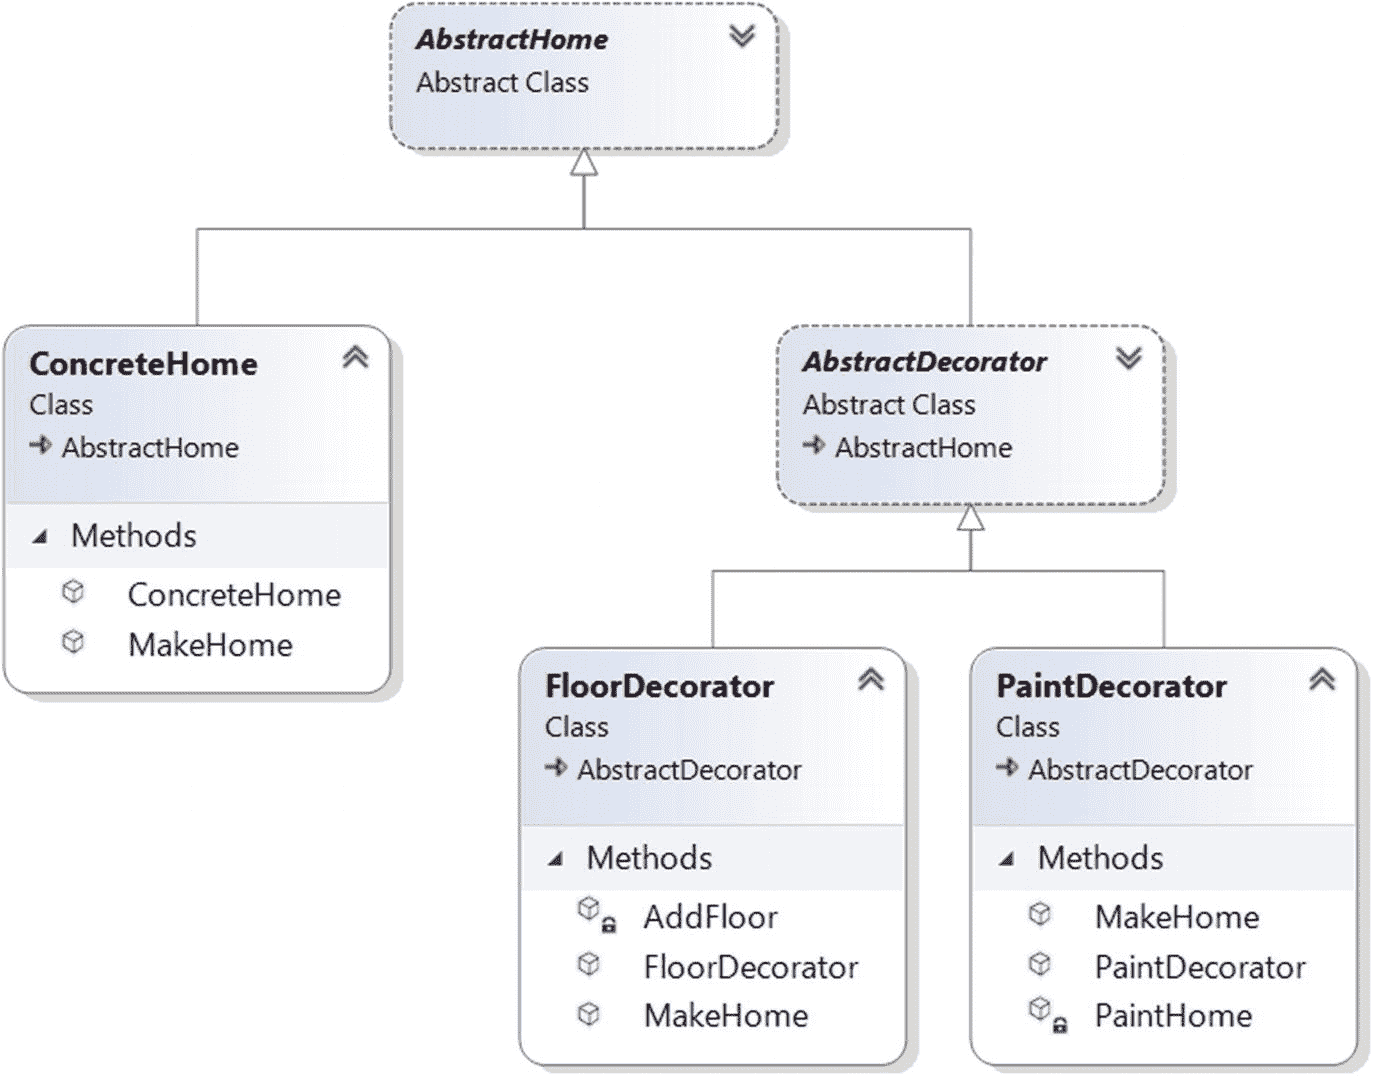 AbstractHome
Abstract Class
ConcreteHome
Class
AbstractHome
Methods
ConcreteHome
MakeHome
AbstractDecorator
Abstract Class
AbstractHome
FloorDecorator
Class
AbstractDecorator
Methods
AddFloor
FloorDecorator
MakeHome
PaintDecorator
Class
AbstractDecorator
Methods
MakeHome
PaintDecorator
PaintHome